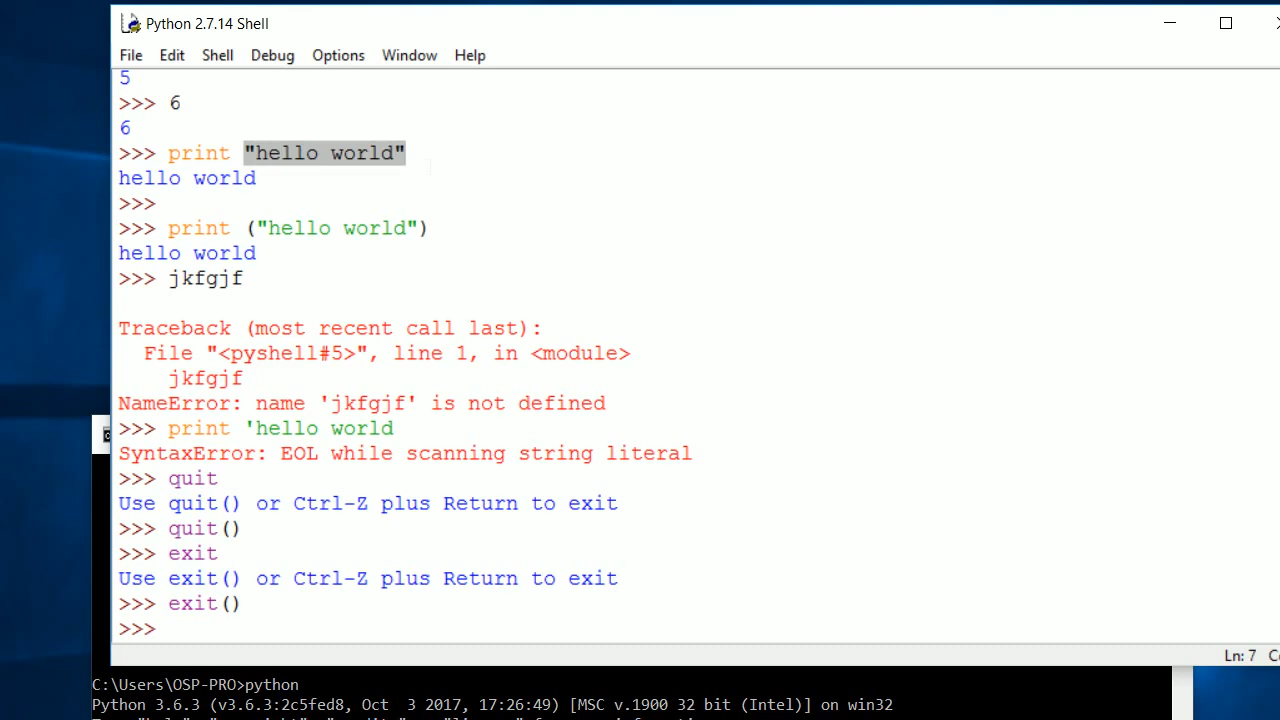 Python 2.7.14 Shell
File Edit Shell Debug Options Window Help
5
>>> 6
6
>>> print "hello world"
hello world
>>>
>>> print ("hello world")
hello world
>>> jkfgjf
Traceback (most recent call last):
  File "<pyshell#5>", line 1, in <module>
    jkfgjf
NameError: name 'jkfgjf' is not defined
>>> print 'hello world
SyntaxError: EOL while scanning string literal
>>> quit
Use quit() or Ctrl-Z plus Return to exit
>>> quit()
>>> exit
Use exit() or Ctrl-Z plus Return to exit
>>> exit()
>>>
Ln: 7
C:\Users\OSP-PRO>python
Python 3.6.3 (v3.6.3:2c5fed8, Oct  3 2017, 17:26:49) [MSC v.1900 32 bit (Intel)] on win32